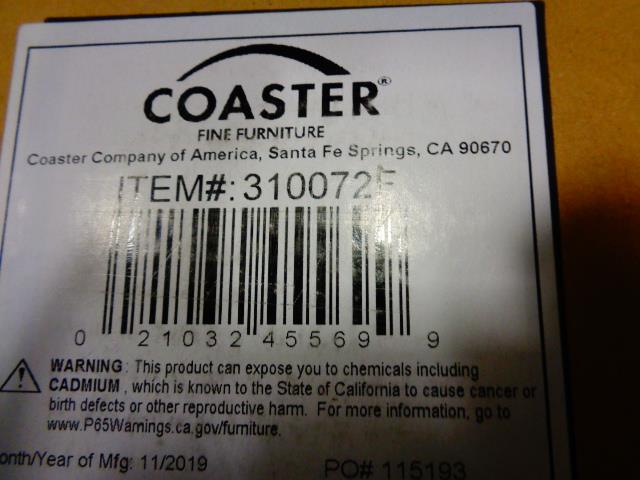 COASTER®
FINE FURNITURE
Coaster Company of America, Santa Fe Springs, CA 90670
ITEM#: 310072F
0 21032 45569 9
WARNING: This product can expose you to chemicals including
CADMIUM , which is known to the State of California to cause cancer or
birth defects or other reproductive harm. For more information, go to
www.P65Warnings.ca.gov/furniture.
onth/Year of Mfg: 11/2019
PO# 115193